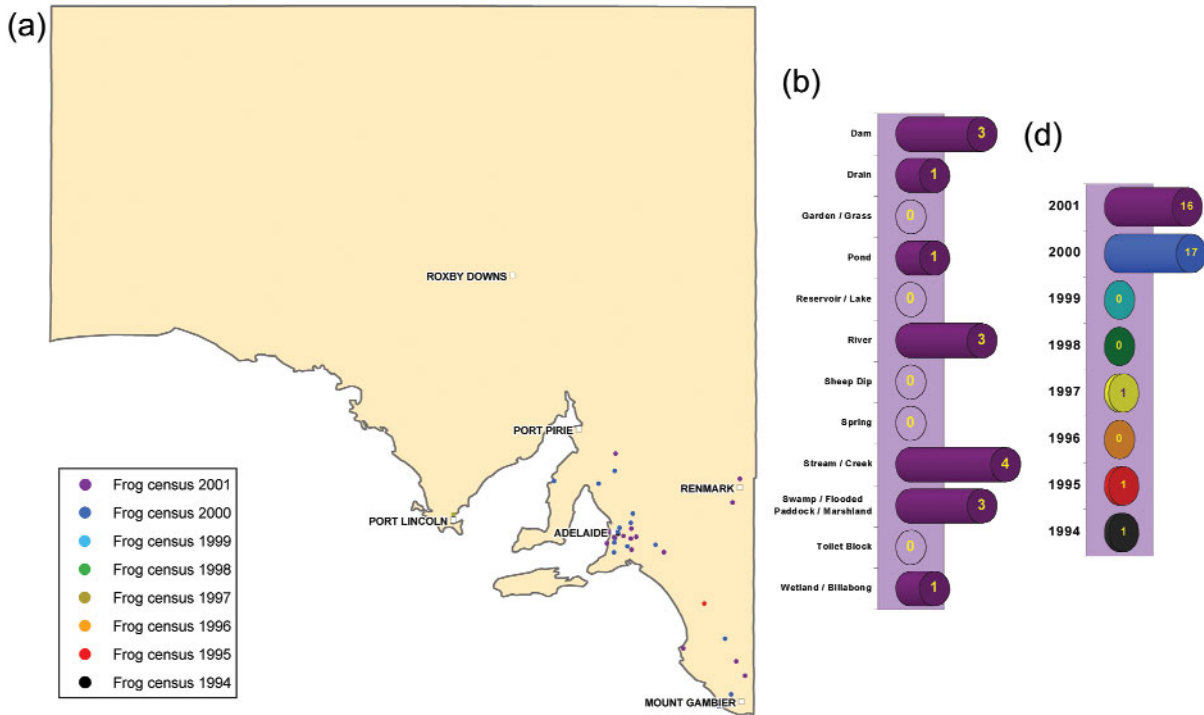 (a)
ROXBY DOWNS
PORT PIRIE
RENMARK
PORT LINCOLN
ADELAIDE
MOUNT GAMBIER
Frog census 2001
Frog census 2000
Frog census 1999
Frog census 1998
Frog census 1997
Frog census 1996
Frog census 1995
Frog census 1994
(b)
Dam 3
Drain 1
Garden / Grass 0
Pond 1
Reservoir / Lake 0
River 3
Sheep Dip 0
Spring 0
Stream / Creek 4
Swamp / Flooded
Paddock / Marshland 3
Toilet Block 0
Wetland / Billabong 1
(d)
2001 16
2000 17
1999 0
1998 0
1997 1
1996 0
1995 1
1994 1